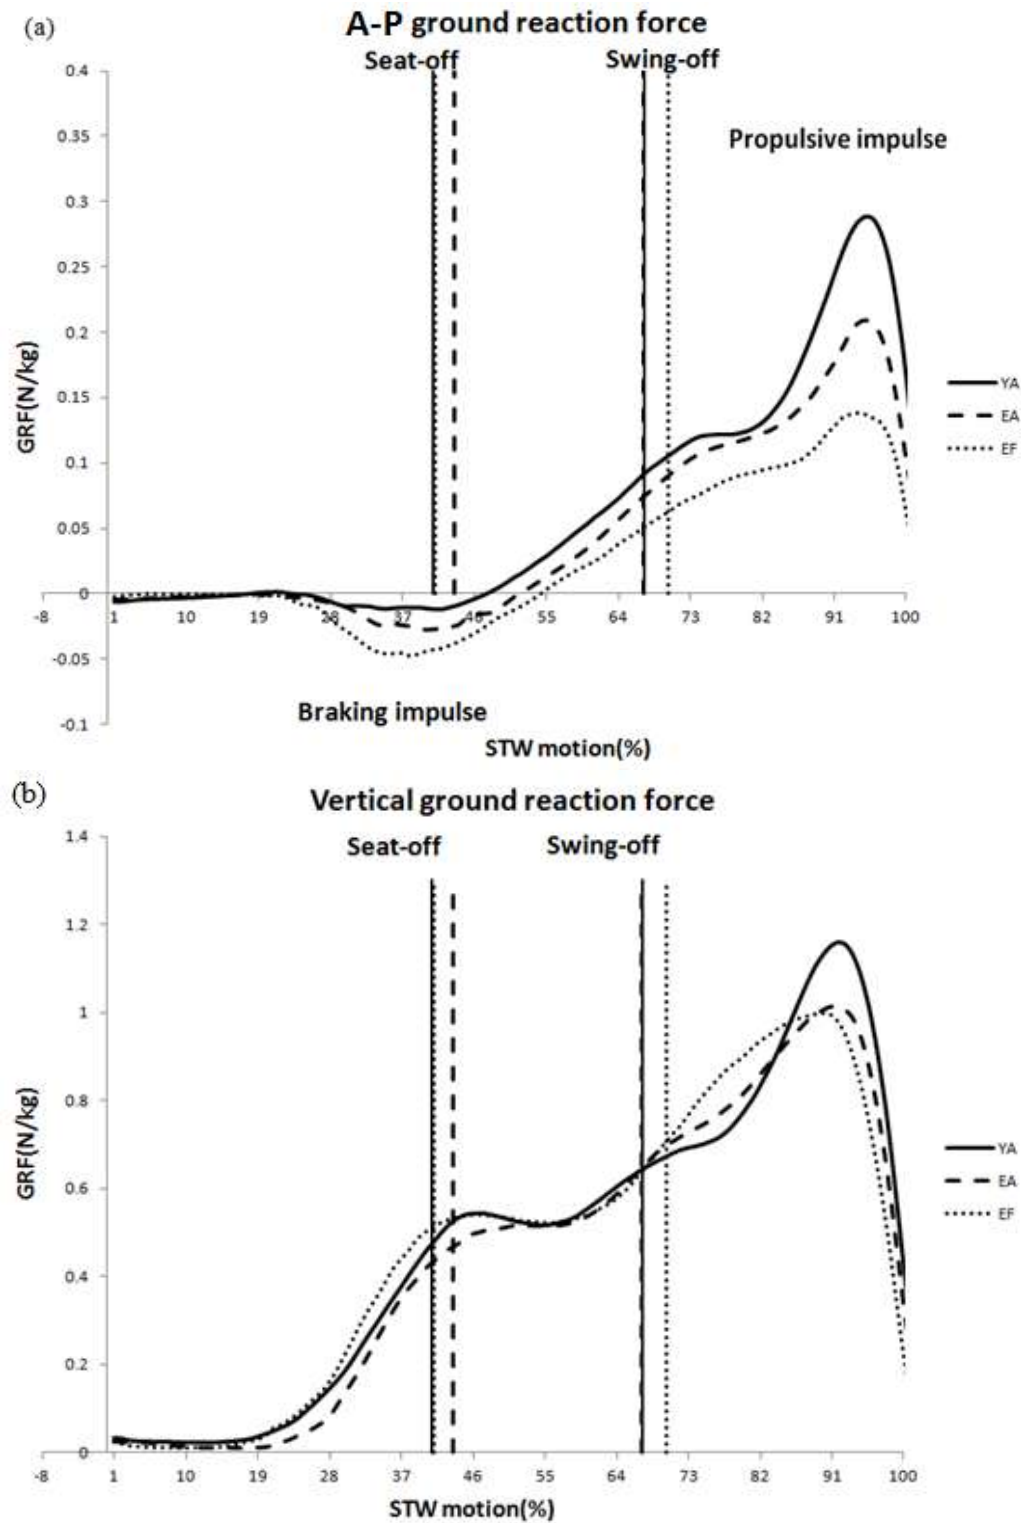 (a)
A-P ground reaction force
Seat-off Swing-off
0.4
0.35
Propulsive impulse
0.3
0.25
0.2
0.15
0.1
0.05
0
-0.05
-0.1
GRF(N/kg)
YA
EA
EF
-8 1 10 19 28 37 46 55 64 73 82 91 100
Braking impulse
STW motion(%)
(b)
Vertical ground reaction force
Seat-off Swing-off
1.4
1.2
1
0.8
0.6
0.4
0.2
0
GRF(N/kg)
YA
EA
EF
-8 1 10 19 28 37 46 55 64 73 82 91 100
STW motion(%)